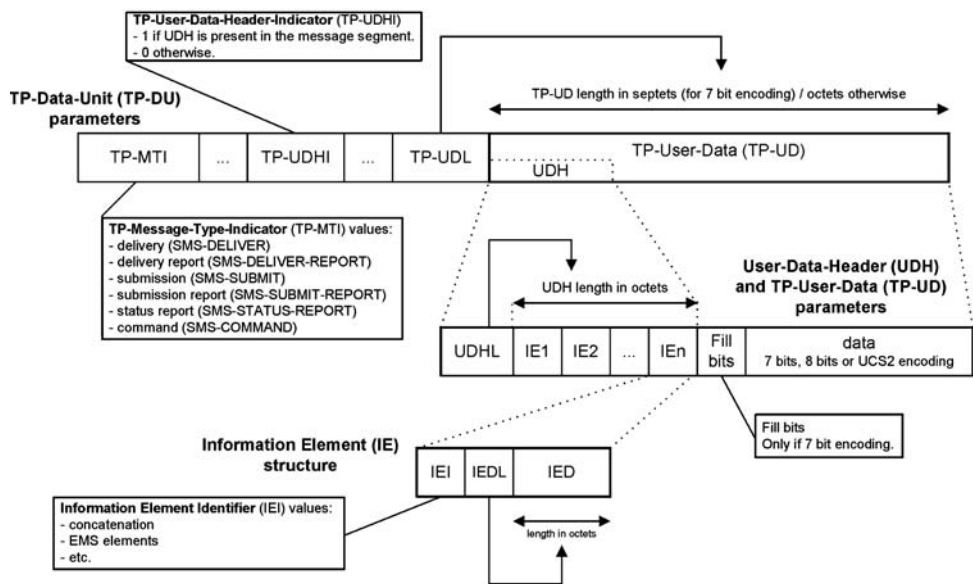 TP-User-Data-Header-Indicator (TP-UDHI)
- 1 if UDH is present in the message segment.
- 0 otherwise.
TP-Data-Unit (TP-DU)
parameters
TP-UD length in septets (for 7 bit encoding) / octets otherwise
TP-MTI ... TP-UDHI ... TP-UDL TP-User-Data (TP-UD)
UDH
TP-Message-Type-Indicator (TP-MTI) values:
- delivery (SMS-DELIVER)
- delivery report (SMS-DELIVER-REPORT)
- submission (SMS-SUBMIT)
- submission report (SMS-SUBMIT-REPORT)
- status report (SMS-STATUS-REPORT)
- command (SMS-COMMAND)
User-Data-Header (UDH)
and TP-User-Data (TP-UD)
parameters
UDH length in octets
UDHL IE1 IE2 ... IEn Fill
bits
data
7 bits, 8 bits or UCS2 encoding
Fill bits
Only if 7 bit encoding.
Information Element (IE)
structure
IEI IEDL IED
length in octets
Information Element Identifier (IEI) values:
- concatenation
- EMS elements
- etc.